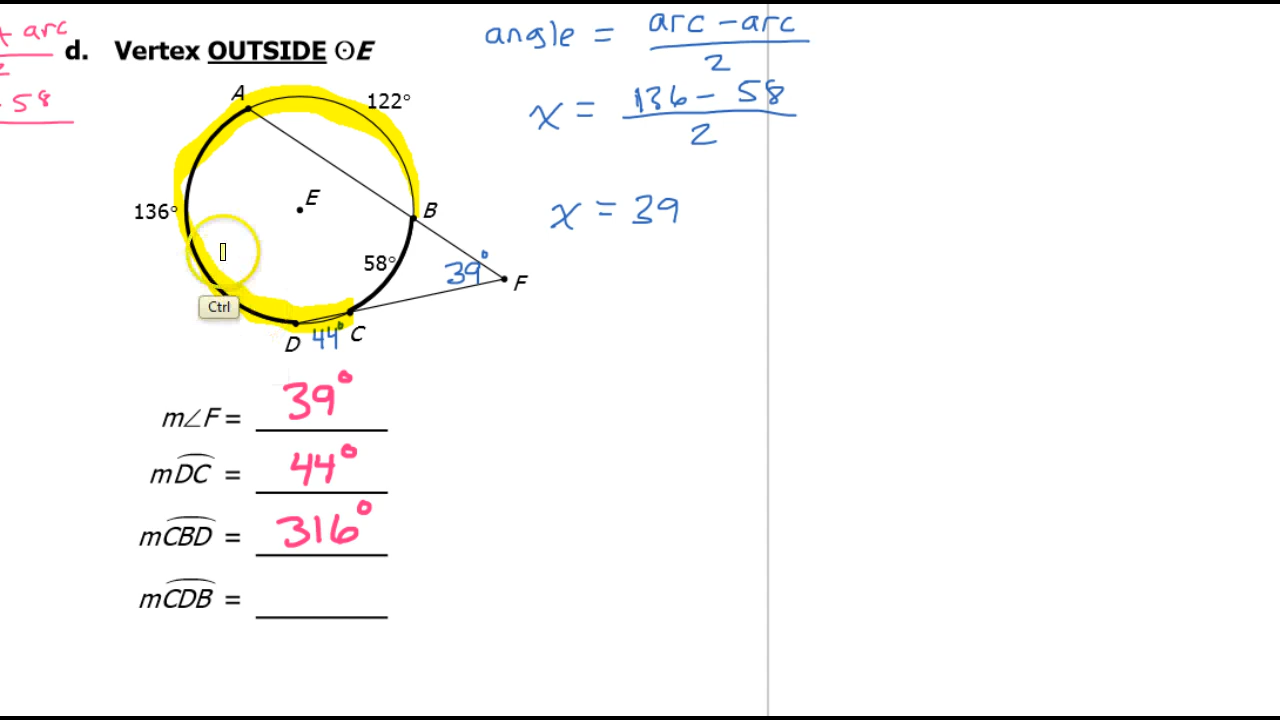 + arc
2
- 58
d. Vertex OUTSIDE ⊙E
angle = arc - arc
2
x = 136 - 58
2
x = 39
A
122°
E
136°
B
58°
39°
F
Ctrl
D
44°
C
m∠F = 39°
mDC = 44°
mCBD = 316°
mCDB =